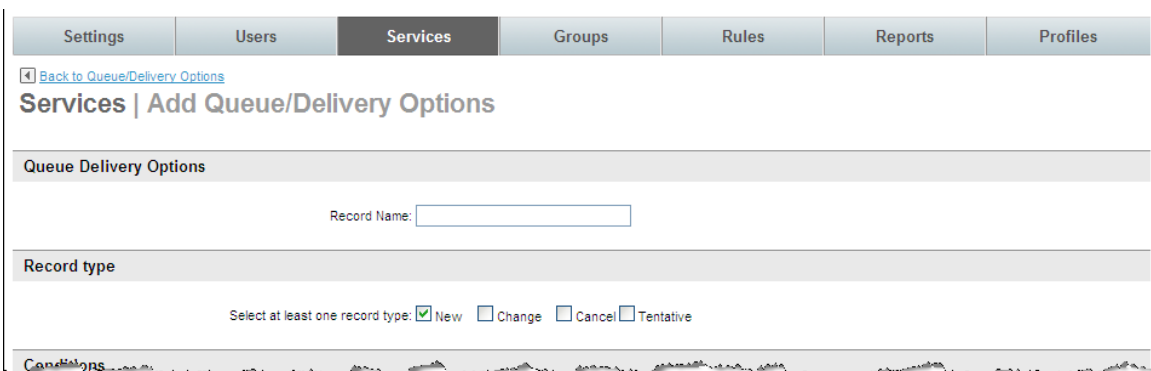 Settings Users Services Groups Rules Reports Profiles
Back to Queue/Delivery Options
Services | Add Queue/Delivery Options
Queue Delivery Options
Record Name:
Record type
Select at least one record type: New Change Cancel Tentative
Conditions